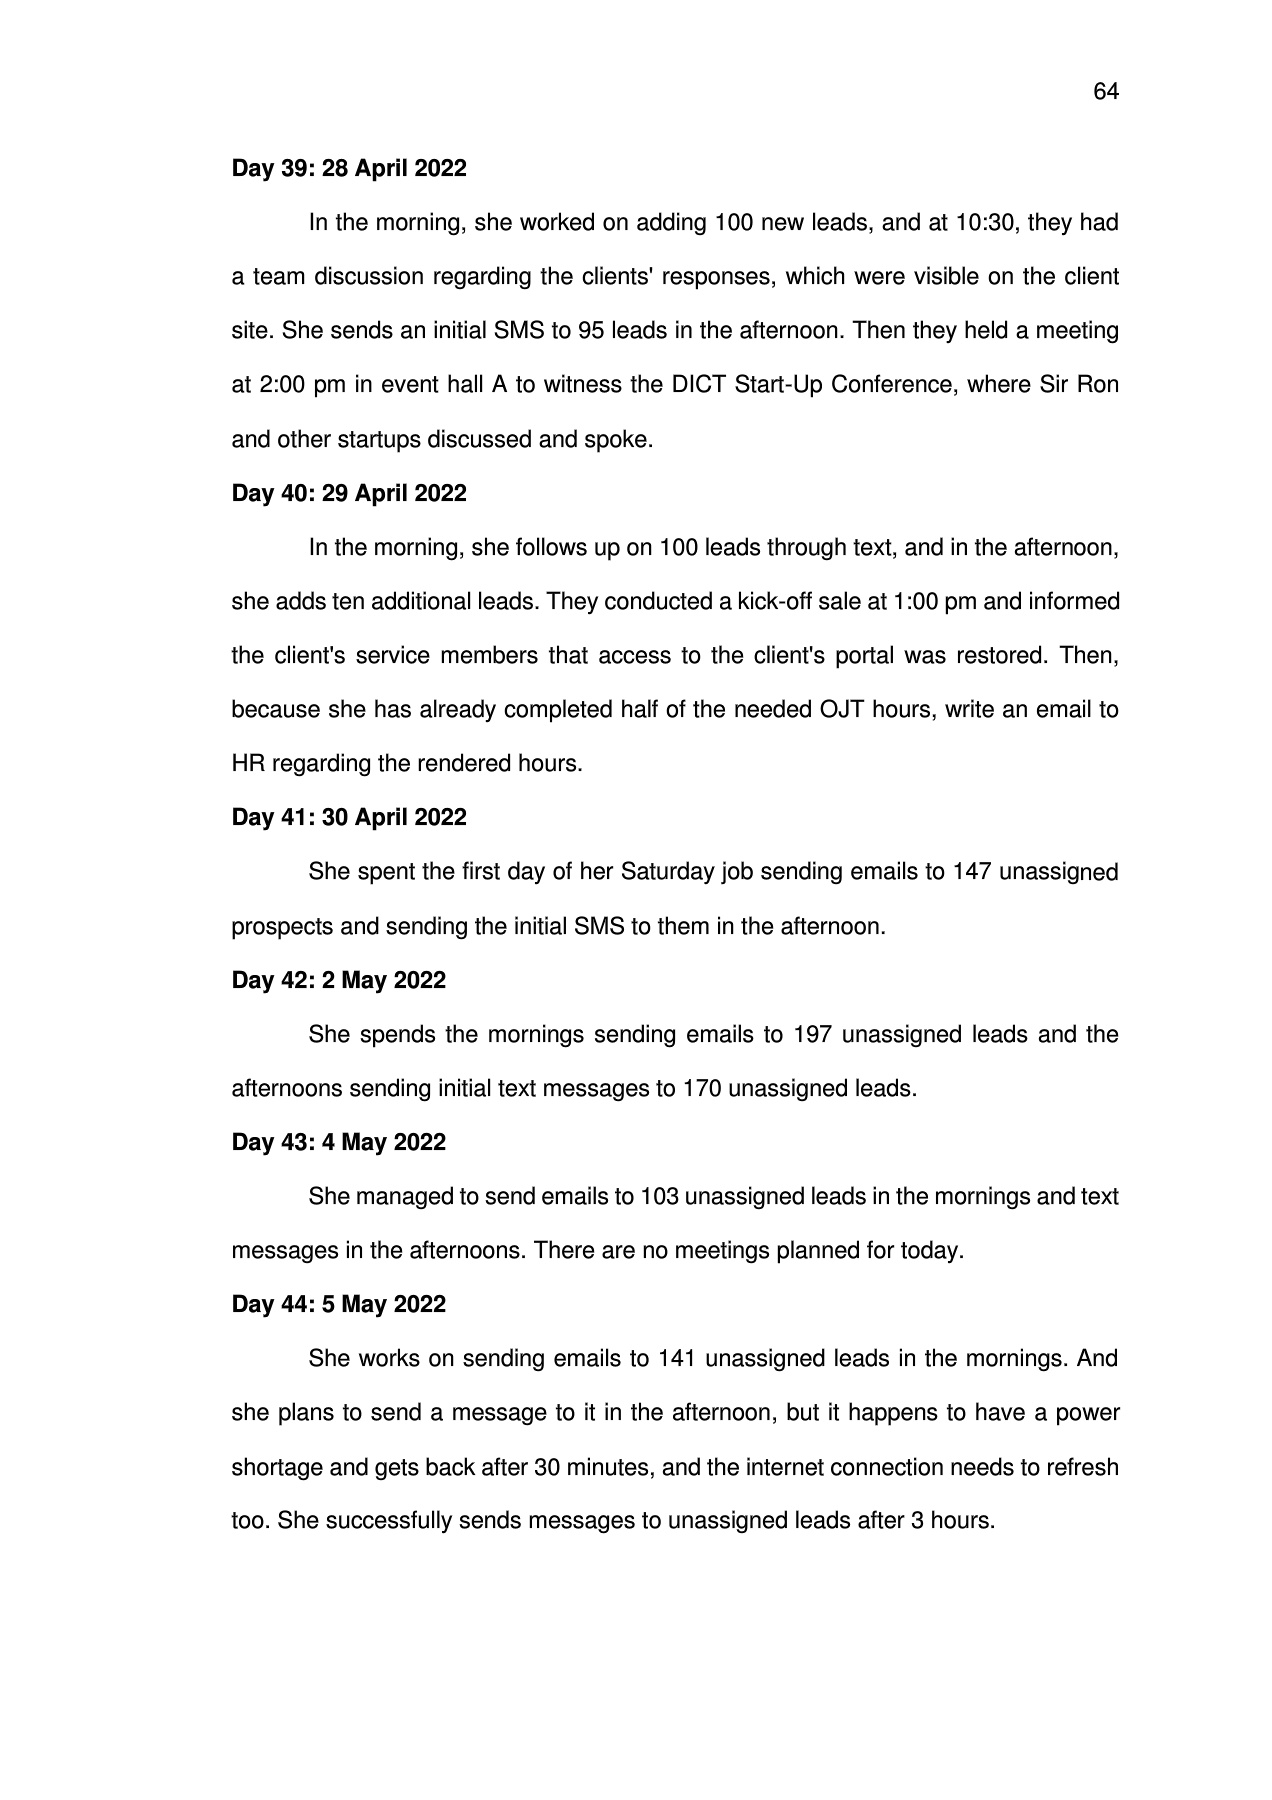 64
Day 39: 28 April 2022
In the morning, she worked on adding 100 new leads, and at 10:30, they had
a team discussion regarding the clients' responses, which were visible on the client
site. She sends an initial SMS to 95 leads in the afternoon. Then they held a meeting
at 2:00 pm in event hall A to witness the DICT Start-Up Conference, where Sir Ron
and other startups discussed and spoke.
Day 40: 29 April 2022
In the morning, she follows up on 100 leads through text, and in the afternoon,
she adds ten additional leads. They conducted a kick-off sale at 1:00 pm and informed
the client's service members that access to the client's portal was restored. Then,
because she has already completed half of the needed OJT hours, write an email to
HR regarding the rendered hours.
Day 41: 30 April 2022
She spent the first day of her Saturday job sending emails to 147 unassigned
prospects and sending the initial SMS to them in the afternoon.
Day 42: 2 May 2022
She spends the mornings sending emails to 197 unassigned leads and the
afternoons sending initial text messages to 170 unassigned leads.
Day 43: 4 May 2022
She managed to send emails to 103 unassigned leads in the mornings and text
messages in the afternoons. There are no meetings planned for today.
Day 44: 5 May 2022
She works on sending emails to 141 unassigned leads in the mornings. And
she plans to send a message to it in the afternoon, but it happens to have a power
shortage and gets back after 30 minutes, and the internet connection needs to refresh
too. She successfully sends messages to unassigned leads after 3 hours.